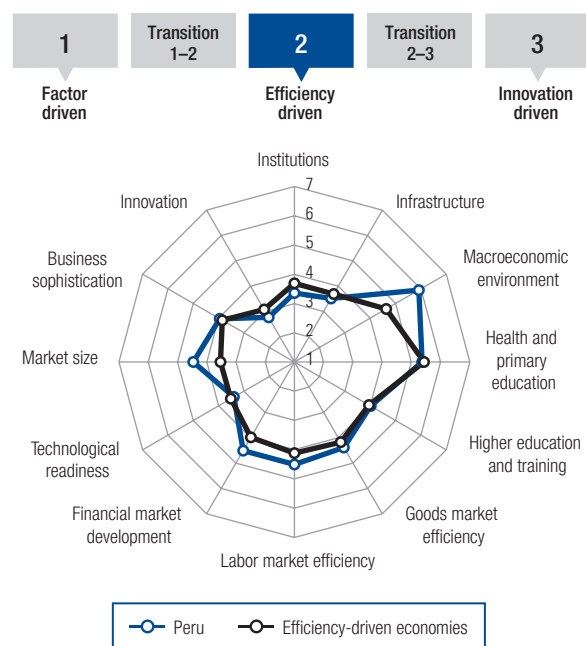 1
Transition
1–2
2
Transition
2–3
3
Factor
driven
Efficiency
driven
Innovation
driven
Institutions
Infrastructure
Macroeconomic
environment
Health and
primary
education
Higher education
and training
Goods market
efficiency
Labor market efficiency
Financial market
development
Technological
readiness
Market size
Business
sophistication
Innovation
7
6
5
4
3
2
1
Peru
Efficiency-driven economies